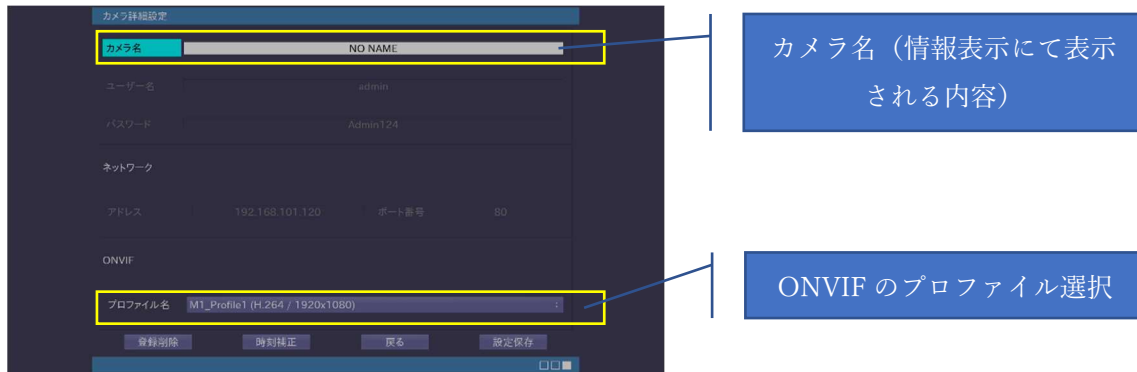 カメラ詳細設定
カメラ名 NO NAME
ユーザー名 admin
パスワード Admin124
ネットワーク
アドレス 192.168.101.120 ポート番号 80
ONVIF
プロファイル名 M1_Profile1 (H.264 / 1920x1080)
登録削除 時刻補正 戻る 設定保存
カメラ名（情報表示にて表示
される内容）
ONVIF のプロファイル選択